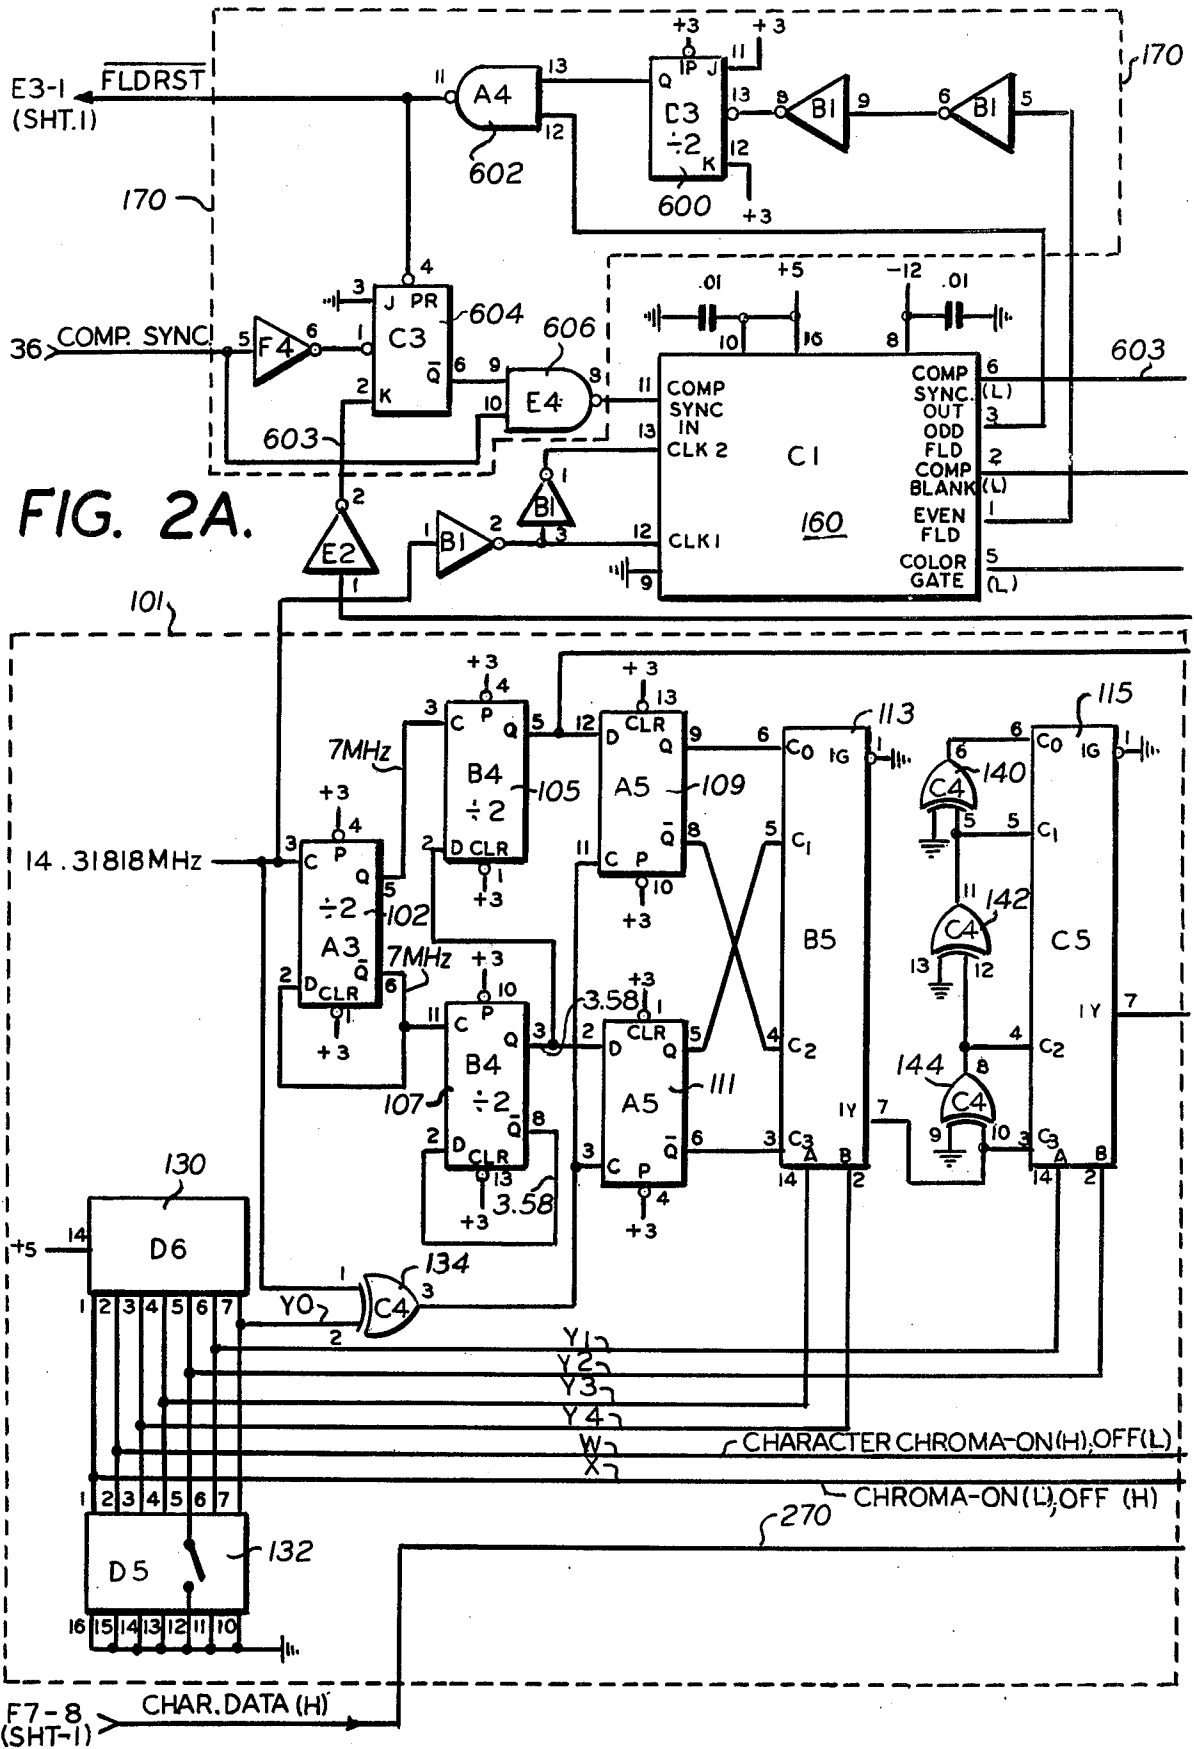 +3
+3
11
E3-1
(SHT.1)
FLDRST
11
A4
13
12
602
Q
1P
J
C3
÷2
K
600
13
12
+3
8
B1
9
6
B1
5
170
170
36
COMP. SYNC
5
F4
6
3
J
4
PR
1
C3
2
K
Q̅
6
604
606
9
10
E4
8
603
.01
+5
-12
.01
10
16
8
11
COMP
SYNC
IN
13
CLK 2
12
CLK 1
9
C1
160
COMP
SYNC.
OUT
6
(L)
ODD
FLD
3
COMP
BLANK
2
(L)
EVEN
FLD
1
COLOR
GATE
5
(L)
603
FIG. 2A.
2
E2
1
1
B1
2
1
B1
3
101
14.31818MHz
7MHz
+3
4
3
C
P
Q
5
÷2
102
A3
2
D
CLR
Q̅
6
1
+3
7MHz
+3
4
3
C
P
Q
5
B4
÷2
105
2
D
CLR
1
+3
+3
10
11
C
P
Q
3
3.58
B4
÷2
107
2
D
CLR
Q̅
8
13
+3
3.58
+3
13
12
D
CLR
Q
9
A5
109
Q̅
8
11
C
P
10
+3
+3
1
2
D
CLR
Q
5
A5
111
3
C
P
Q̅
6
4
+3
113
6
C0
1G
1
5
C1
B5
4
C2
1Y
7
3
C3
A
B
14
2
115
6
C0
1G
1
5
C1
C5
4
C2
1Y
7
3
C3
A
B
14
2
6
140
C4
5
11
142
C4
13
12
8
144
C4
9
10
130
+5
14
D6
1 2 3 4 5 6 7
1
Y0
2
C4
3
134
Y1
Y2
Y3
Y4
W
CHARACTER CHROMA-ON(H), OFF(L)
X
CHROMA-ON(L), OFF (H)
1 2 3 4 5 6 7
D5
132
16 15 14 13 12 11 10
270
F7-8
(SHT-1)
CHAR. DATA (H)